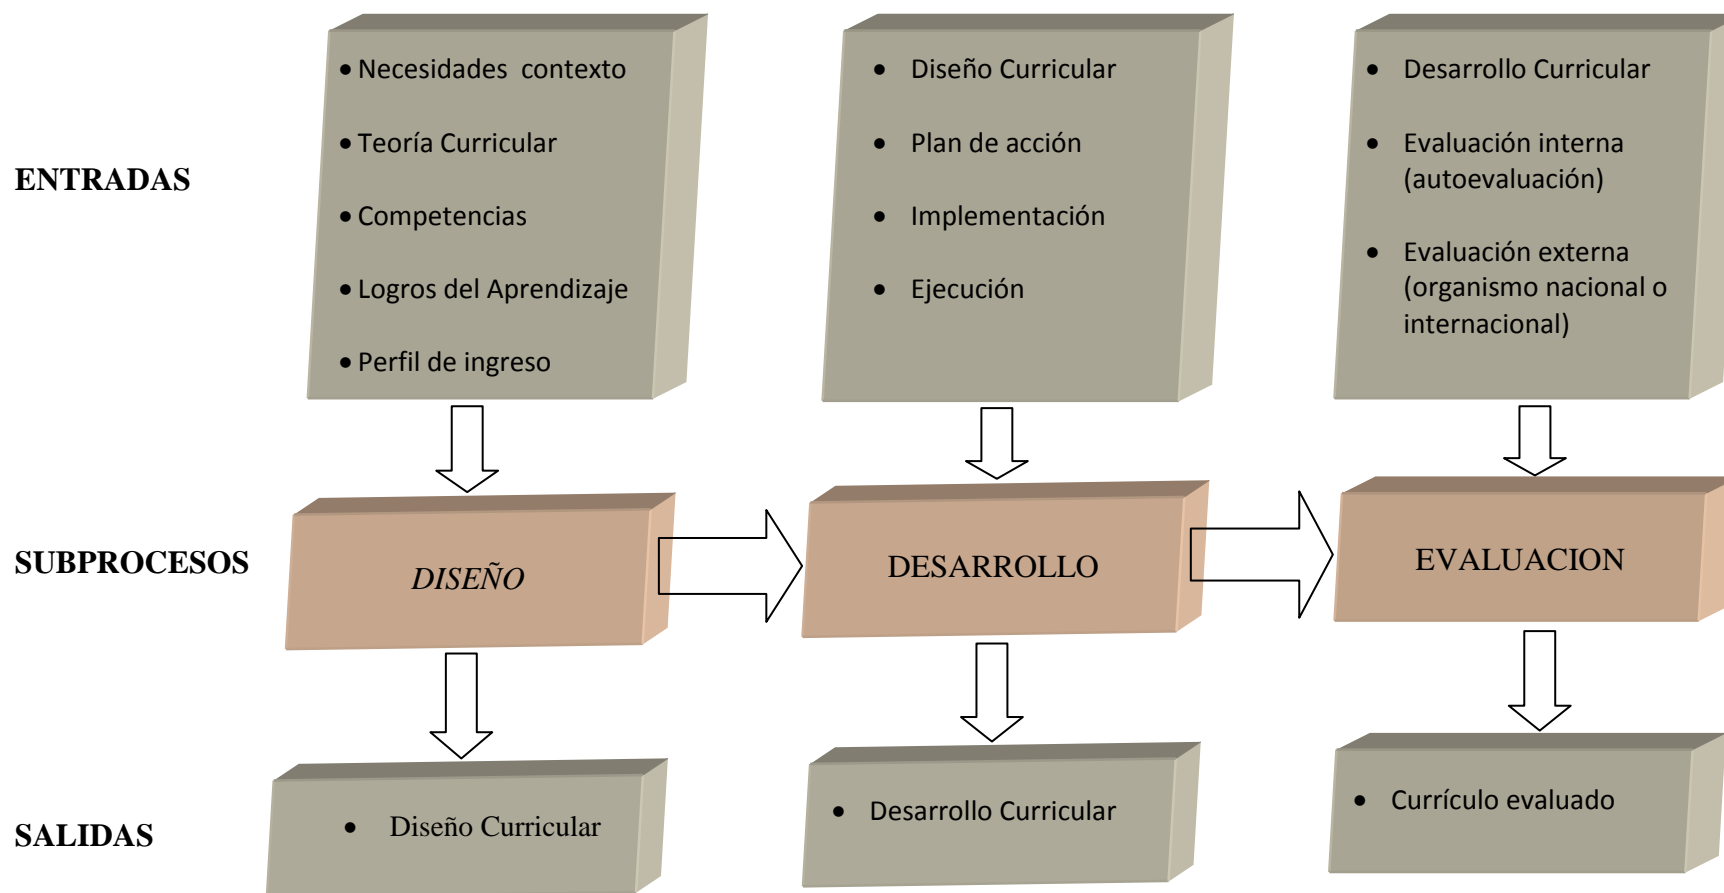 ENTRADAS
• Necesidades contexto
• Teoría Curricular
• Competencias
• Logros del Aprendizaje
• Perfil de ingreso
• Diseño Curricular
• Plan de acción
• Implementación
• Ejecución
• Desarrollo Curricular
• Evaluación interna
(autoevaluación)
• Evaluación externa
(organismo nacional o
internacional)
SUBPROCESOS
DISEÑO
DESARROLLO
EVALUACION
SALIDAS
• Diseño Curricular
• Desarrollo Curricular
• Currículo evaluado